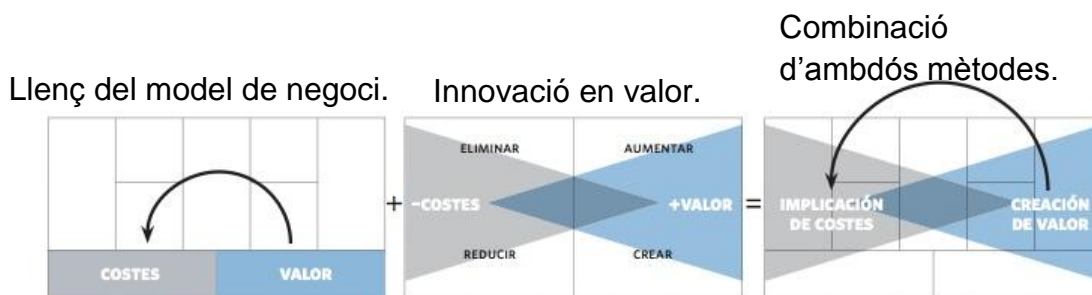 Combinació
d'ambdós mètodes.
Llenç del model de negoci.
Innovació en valor.
ELIMINAR
AUMENTAR
+
-COSTES
+VALOR
=
REDUCIR
CREAR
COSTES
VALOR
IMPLICACIÓN
DE COSTES
CREACIÓN
DE VALOR